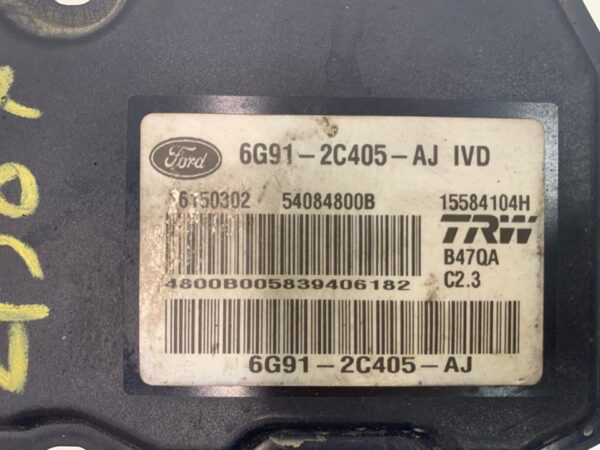 Ford 6G91-2C405-AJ IVD
6150302 54084800B 15584104H
TRW
B47QA
4800B005839406182 C2.3
6G91-2C405-AJ